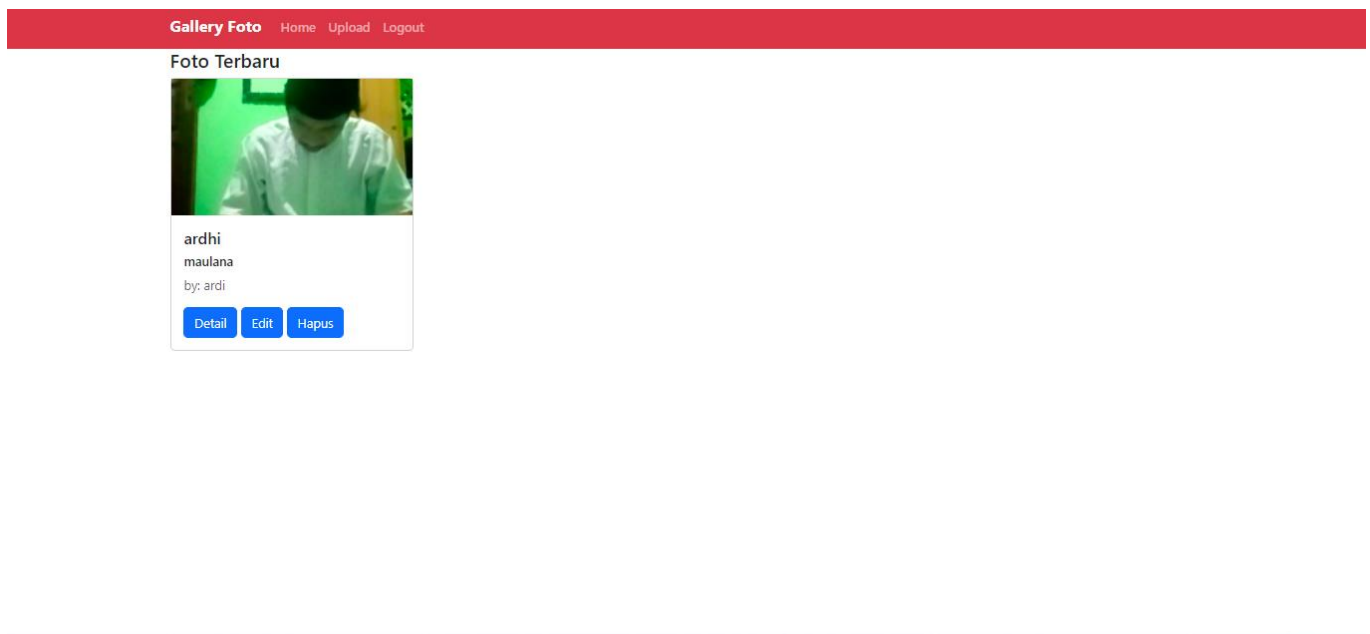 Gallery Foto Home Upload Logout
Foto Terbaru
ardhi
maulana
by: ardi
Detail Edit Hapus